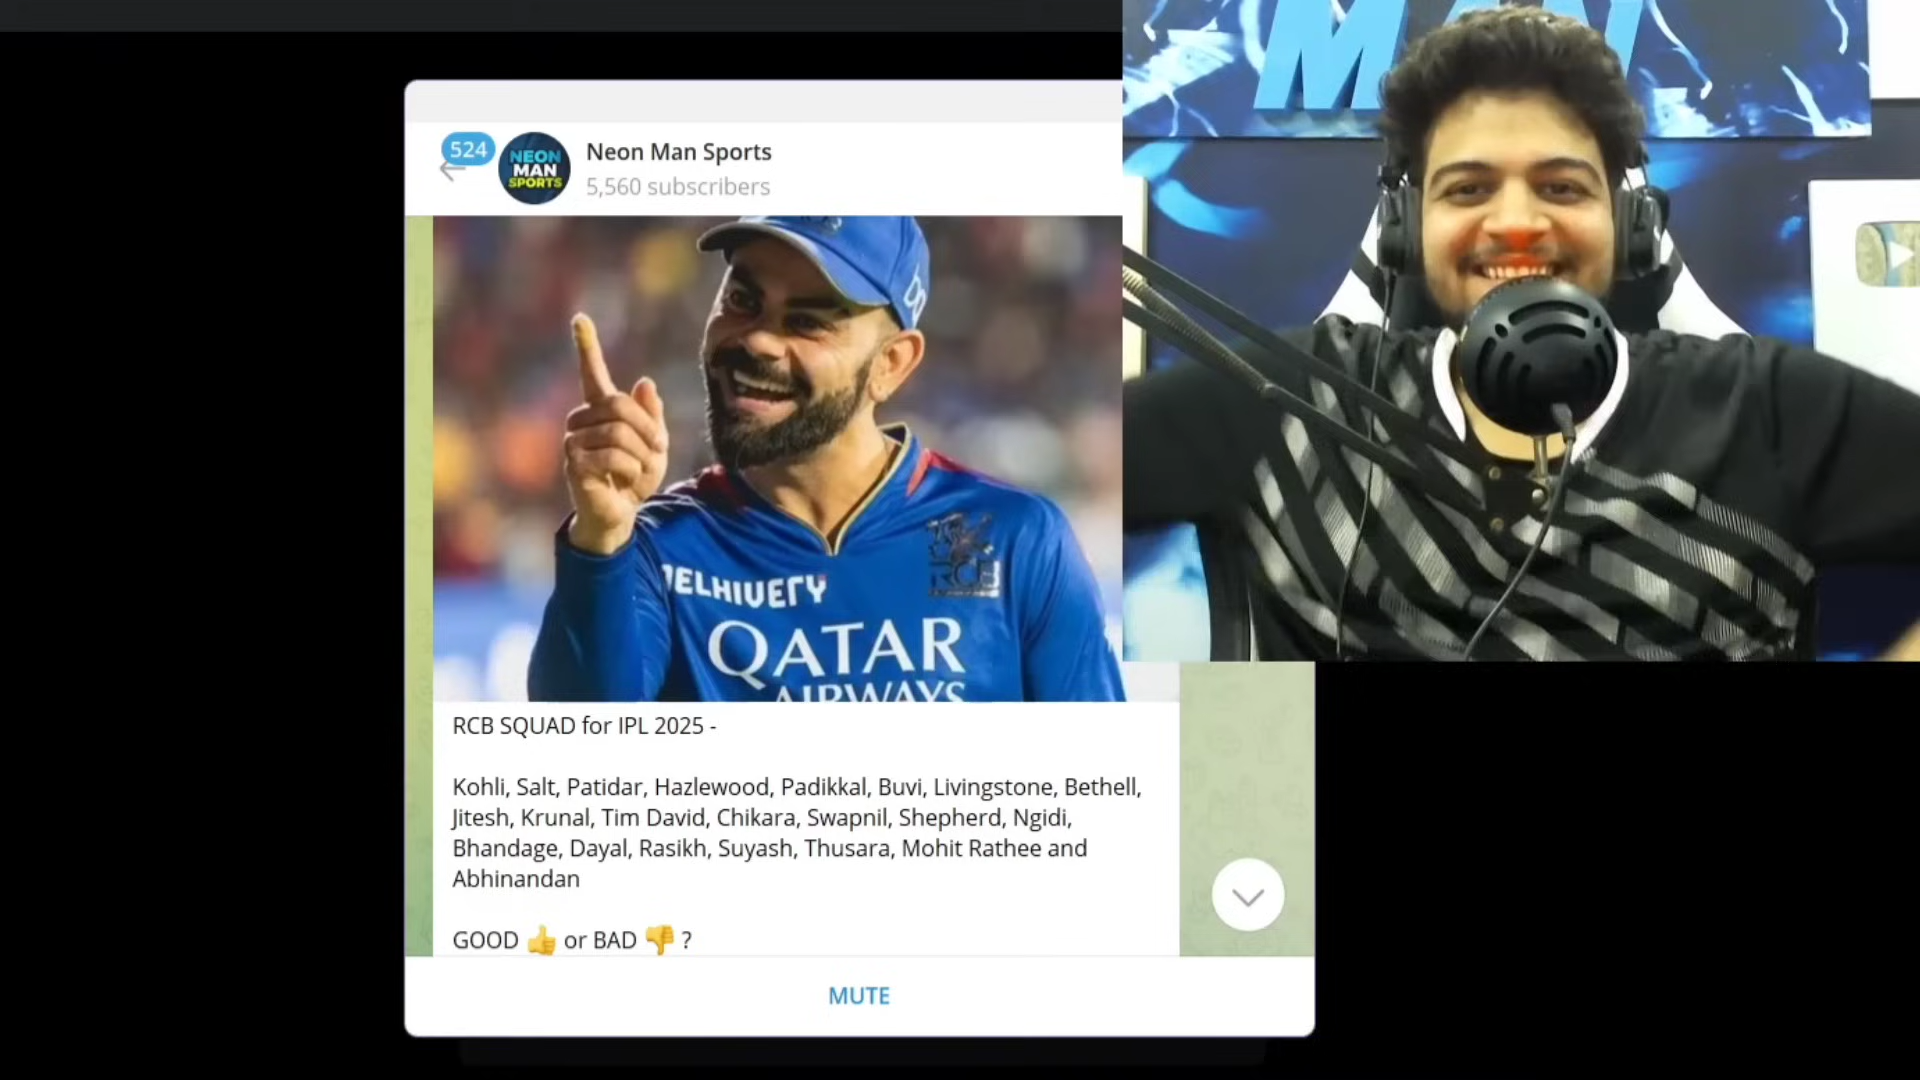 MAN
524
NEON
MAN
SPORTS
Neon Man Sports
5,560 subscribers
DELHIVERY
RCB
QATAR
AIRWAYS
RCB SQUAD for IPL 2025 -
Kohli, Salt, Patidar, Hazlewood, Padikkal, Buvi, Livingstone, Bethell,
Jitesh, Krunal, Tim David, Chikara, Swapnil, Shepherd, Ngidi,
Bhandage, Dayal, Rasikh, Suyash, Thusara, Mohit Rathee and
Abhinandan
GOOD 👍 or BAD 👎 ?
MUTE